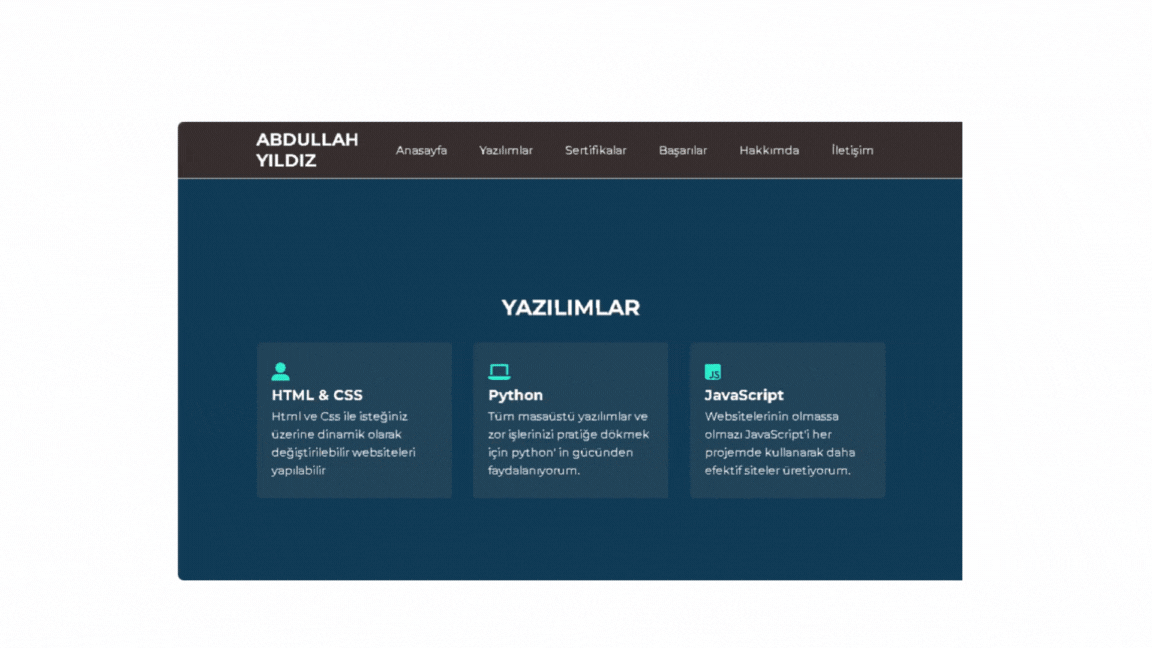 ABDULLAH
YILDIZ
Anasayfa Yazılımlar Sertifikalar Başarılar Hakkımda İletişim
YAZILIMLAR
HTML & CSS
Html ve Css ile isteğiniz
üzerine dinamik olarak
değiştirilebilir websiteleri
yapılabilir
Python
Tüm masaüstü yazılımlar ve
zor işlerinizi pratiğe dökmek
için python' in gücünden
faydalanıyorum.
JS
JavaScript
Websitelerinin olmassa
olmazı JavaScript'i her
projemde kullanarak daha
efektif siteler üretiyorum.